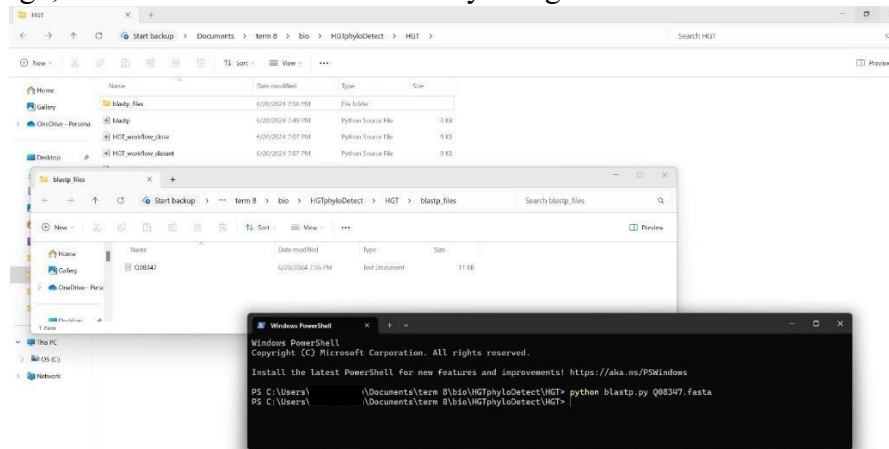 HGT
Start backup > Documents > term 8 > bio > HGTphyloDetect > HGT >
Search HGT
New
Sort
View
Preview
Home
Gallery
OneDrive - Persona
Desktop
Name Date modified Type Size
blastp_files 6/20/2024 7:56 PM File folder
blastp 6/20/2024 7:49 PM Python Source File 3 KB
HGT_workflow_close 6/20/2024 7:07 PM Python Source File 9 KB
HGT_workflow_distant 6/20/2024 7:07 PM Python Source File 9 KB
blastp_files
Start backup > ... term 8 > bio > HGTphyloDetect > HGT > blastp_files
Search blastp_files
New
Sort
View
Preview
Home
Gallery
OneDrive - Perso
Name Date modified Type Size
Q08347 6/20/2024 7:56 PM Text Document 11 KB
1 item
This PC
OS (C:)
Network
Windows PowerShell
Windows PowerShell
Copyright (C) Microsoft Corporation. All rights reserved.
Install the latest PowerShell for new features and improvements! https://aka.ms/PSWindows
PS C:\Users\ \Documents\term 8\bio\HGTphyloDetect\HGT> python blastp.py Q08347.fasta
PS C:\Users\ \Documents\term 8\bio\HGTphyloDetect\HGT>